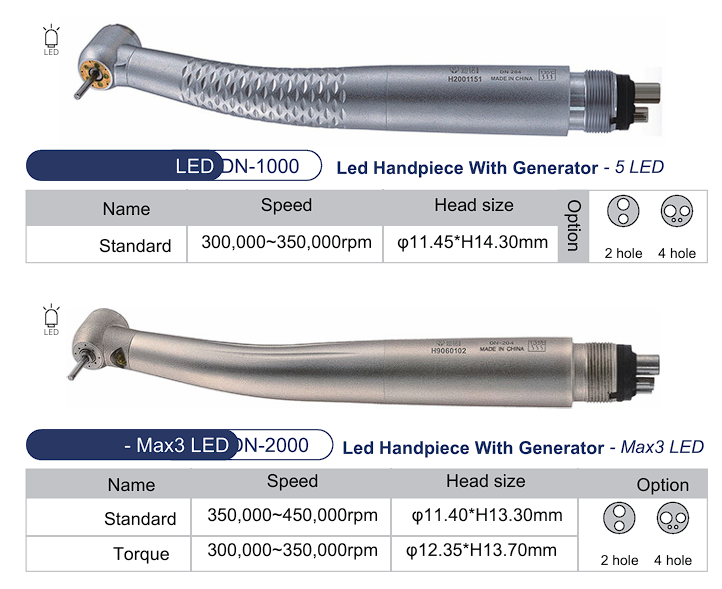 LED
H2001151
DN-204
MADE IN CHINA
135°C
LED DN-1000
Led Handpiece With Generator - 5 LED
Name Speed Head size Option
Standard 300,000~350,000rpm φ11.45*H14.30mm
2 hole 4 hole
LED
H9060102
DN-204
MADE IN CHINA
135°C
- Max3 LED DN-2000
Led Handpiece With Generator - Max3 LED
Name Speed Head size Option
Standard 350,000~450,000rpm φ11.40*H13.30mm
Torque 300,000~350,000rpm φ12.35*H13.70mm
2 hole 4 hole